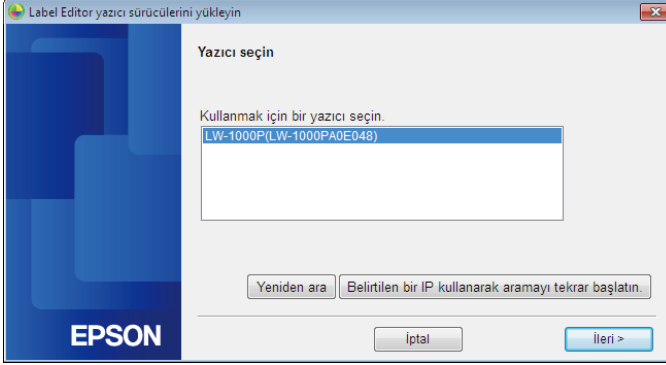 Label Editor yazıcı sürücülerini yükleyin
Yazıcı seçin
Kullanmak için bir yazıcı seçin.
LW-1000P(LW-1000PA0E048)
Yeniden ara
Belirtilen bir IP kullanarak aramayı tekrar başlatın.
EPSON
İptal
İleri >